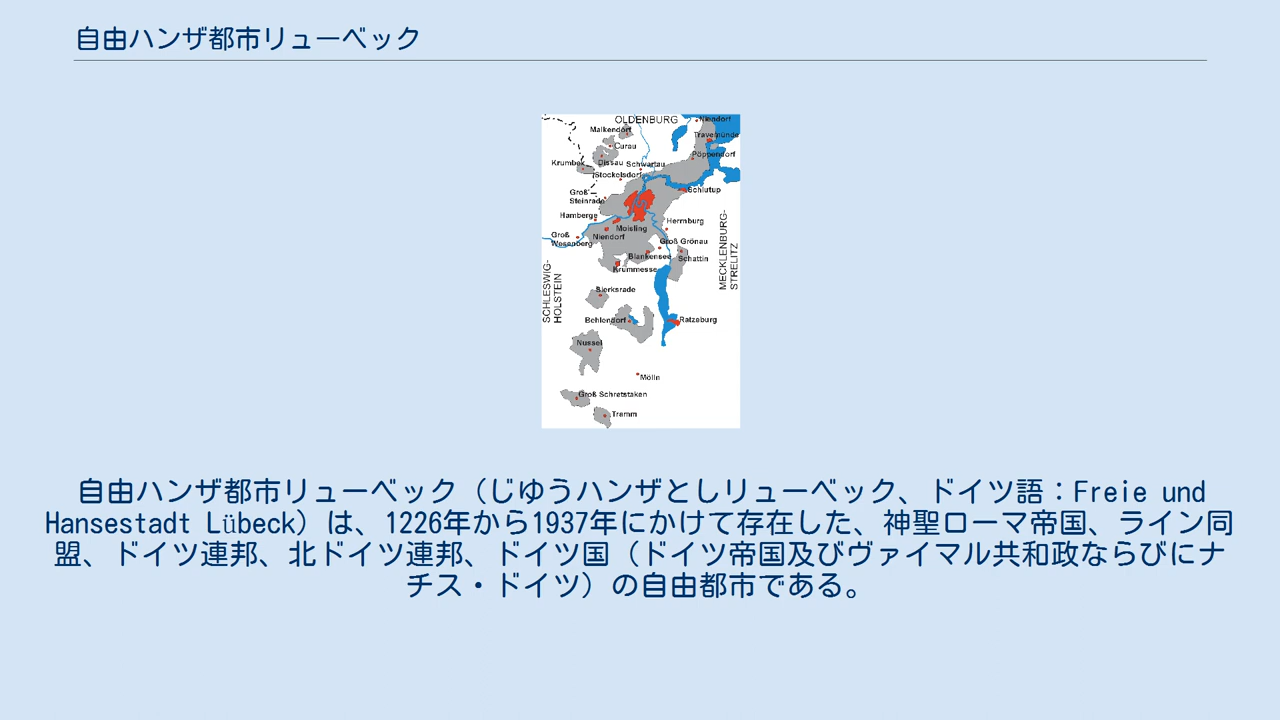 自由ハンザ都市リューベック
OLDENBURG
Niendorf
Malkendorf
Travemünde
Curau
Pöppendorf
Krumbek
Dissau
Schwartau
Stockelsdorf
Schlutup
Groß
Steinrade
Hamberge
Herrnburg
Moisling
Groß
Wesenberg
Niendorf
Groß Grönau
Blankensee
Schattin
Krummesse
MECKLENBURG-
STRELITZ
SCHLESWIG-
HOLSTEIN
Sierksrade
Behlendorf
Ratzeburg
Nussel
Mölln
Groß Schretstaken
Tramm
自由ハンザ都市リューベック（じゆうハンザとしリューベック、ドイツ語：Freie und
Hansestadt Lübeck）は、1226年から1937年にかけて存在した、神聖ローマ帝国、ライン同
盟、ドイツ連邦、北ドイツ連邦、ドイツ国（ドイツ帝国及びヴァイマル共和政ならびにナ
チス・ドイツ）の自由都市である。